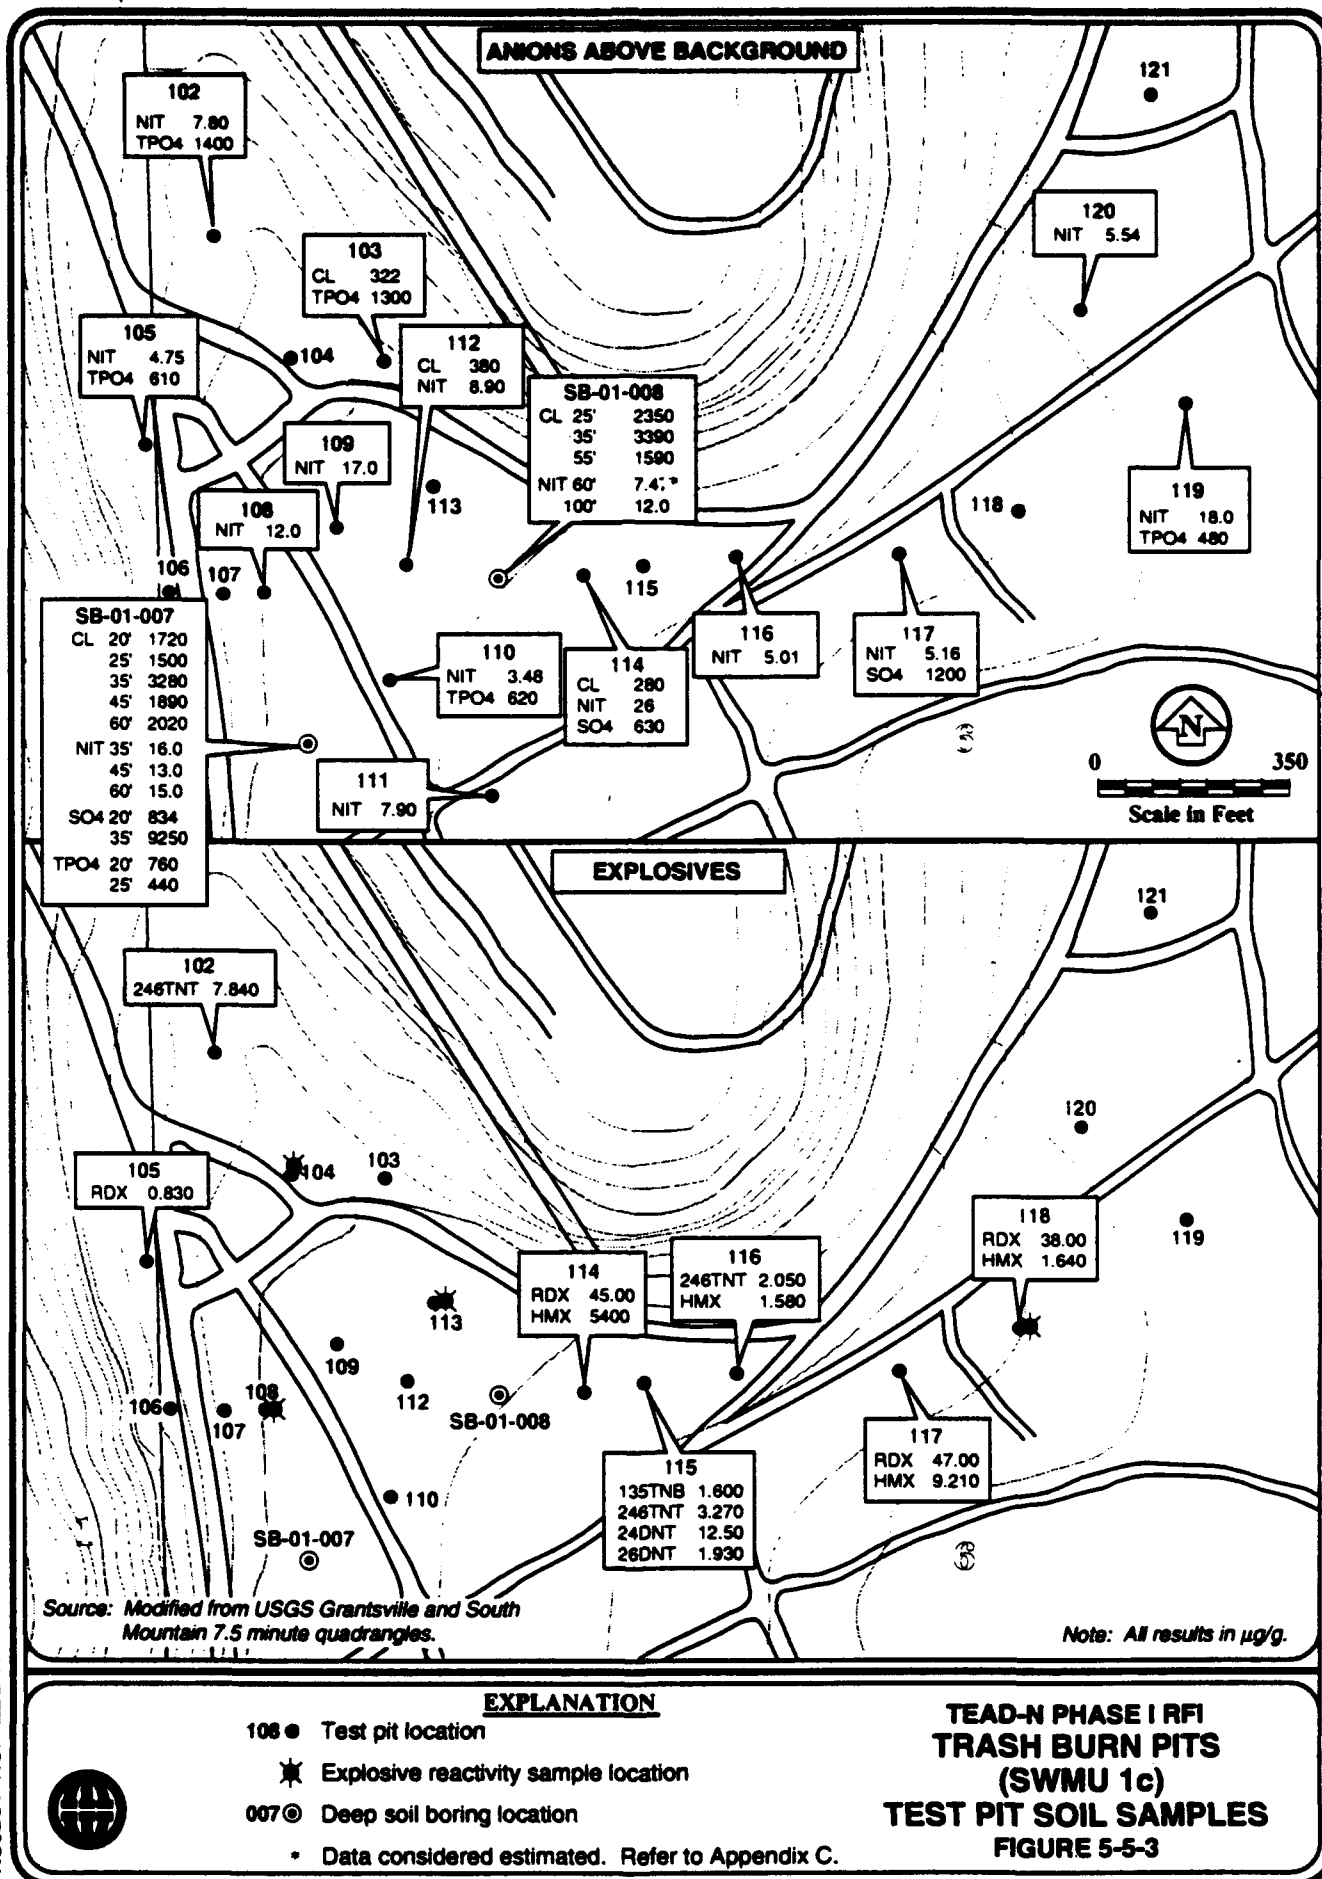 ANIONS ABOVE BACKGROUND
121
102
NIT 7.80
TPO4 1400
120
NIT 5.54
103
CL 322
TPO4 1300
105
NIT 4.75
TPO4 610
104
112
CL 380
NIT 8.90
SB-01-008
CL 25' 2350
35' 3390
55' 1590
NIT 60'
100' 12.0
109
NIT 17.0
113
108
NIT 12.0
118
119
NIT 18.0
TPO4 480
106
107
115
SB-01-007
CL 20' 1720
25' 1500
35' 3280
45' 1890
60' 2020
NIT 35' 16.0
45' 13.0
60' 15.0
SO4 20' 834
35' 9250
TPO4 20' 760
25' 440
110
NIT 3.48
TPO4 620
114
CL 280
NIT 26
SO4 630
116
NIT 5.01
117
NIT 5.16
SO4 1200
111
NIT 7.90
N
0 350
Scale in Feet
EXPLOSIVES
121
102
246TNT 7.840
120
105
RDX 0.830
104
103
118
RDX 38.00
HMX 1.640
119
114
RDX 45.00
HMX 5400
116
246TNT 2.050
HMX 1.580
113
109
112
106
107
108
SB-01-008
115
135TNB 1.600
246TNT 3.270
24DNT 12.50
26DNT 1.930
117
RDX 47.00
HMX 9.210
110
SB-01-007
Source: Modified from USGS Grantsville and South
Mountain 7.5 minute quadrangles.
Note: All results in µg/g.
EXPLANATION
Test pit location
Explosive reactivity sample location
007 Deep soil boring location
* Data considered estimated. Refer to Appendix C.
TEAD-N PHASE I RFI
TRASH BURN PITS
(SWMU 1c)
TEST PIT SOIL SAMPLES
FIGURE 5-5-3